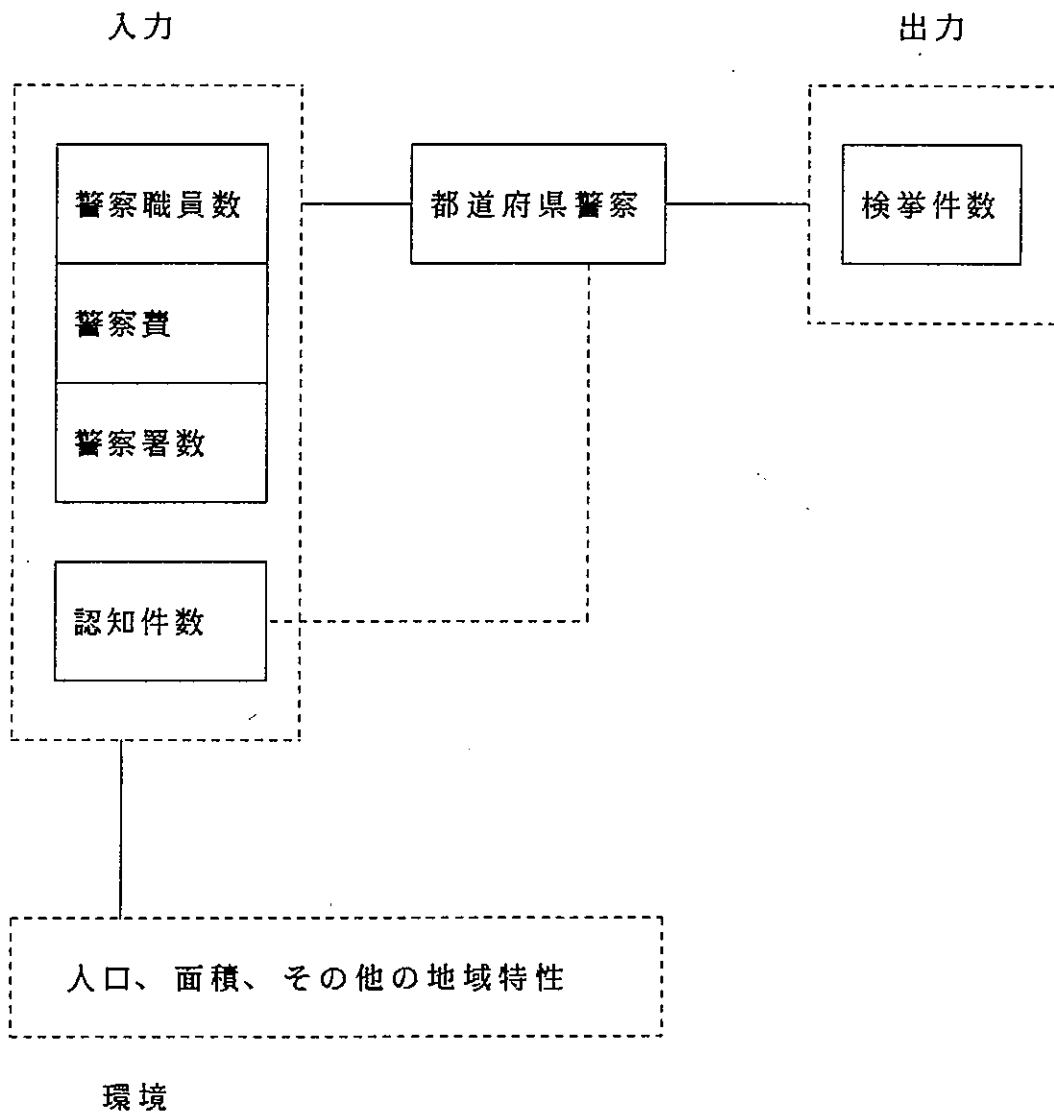 入力
出力
警察職員数
都道府県警察
検挙件数
警察費
警察署数
認知件数
人口、面積、その他の地域特性
環境